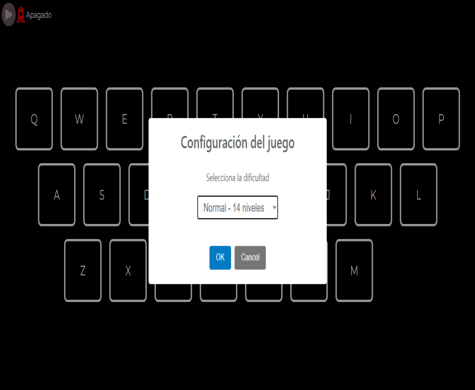 Apagado
Q W E R T Y U I O P
Configuración del juego
Selecciona la dificultad
A S D J K L
Normal - 14 niveles
Z X M
OK Cancel